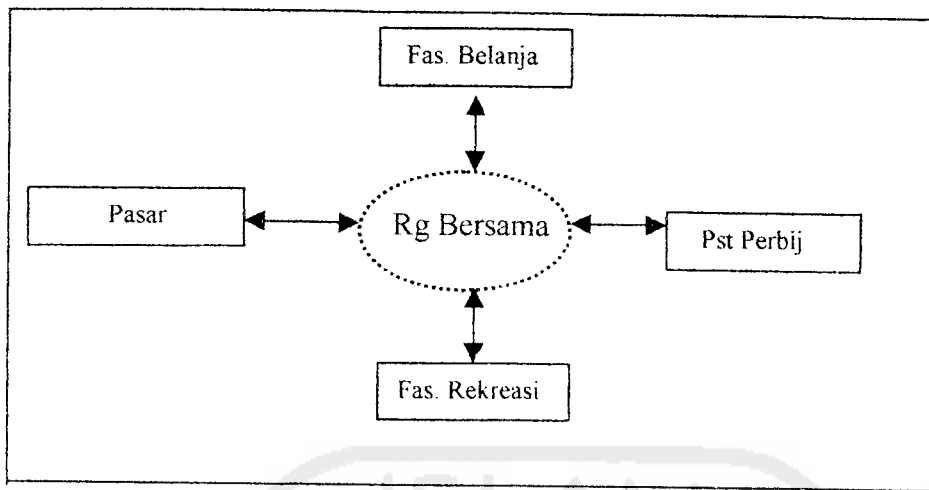 Fas. Belanja
Pasar
Rg Bersama
Pst Perbij
Fas. Rekreasi